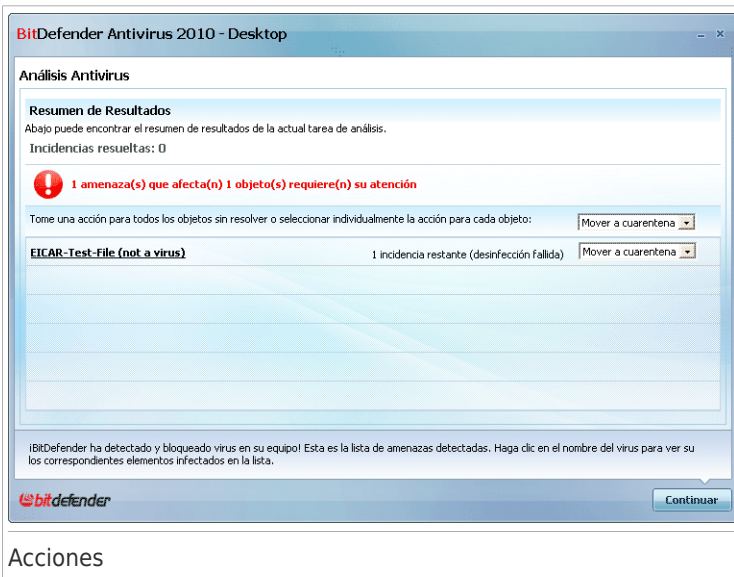 BitDefender Antivirus 2010 - Desktop
Análisis Antivirus
Resumen de Resultados
Abajo puede encontrar el resumen de resultados de la actual tarea de análisis.
Incidencias resueltas: 0
1 amenaza(s) que afecta(n) 1 objeto(s) requiere(n) su atención
Tome una acción para todos los objetos sin resolver o seleccionar individualmente la acción para cada objeto: Mover a cuarentena
EICAR-Test-File (not a virus) 1 incidencia restante (desinfección fallida) Mover a cuarentena
¡BitDefender ha detectado y bloqueado virus en su equipo! Esta es la lista de amenazas detectadas. Haga clic en el nombre del virus para ver su
los correspondientes elementos infectados en la lista.
bitdefender Continuar
Acciones